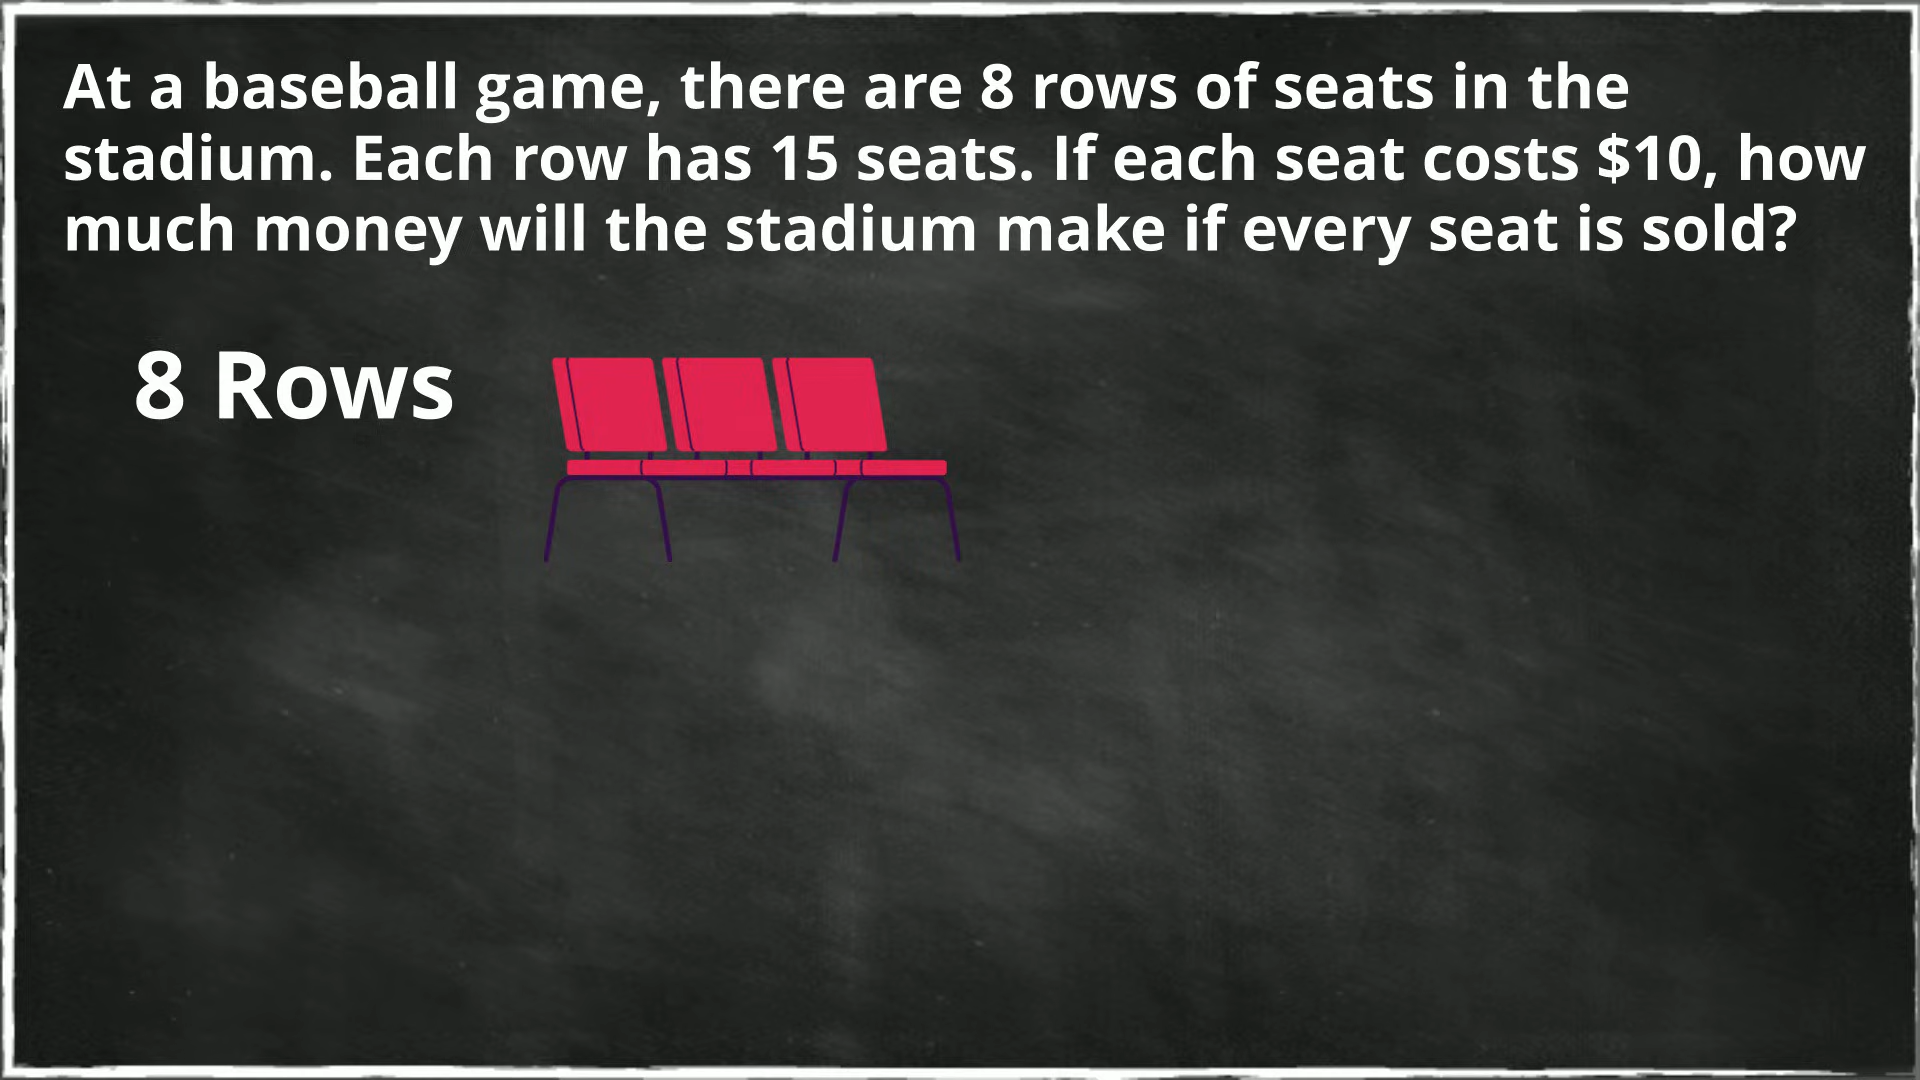 At a baseball game, there are 8 rows of seats in the
stadium. Each row has 15 seats. If each seat costs $10, how
much money will the stadium make if every seat is sold?
8 Rows